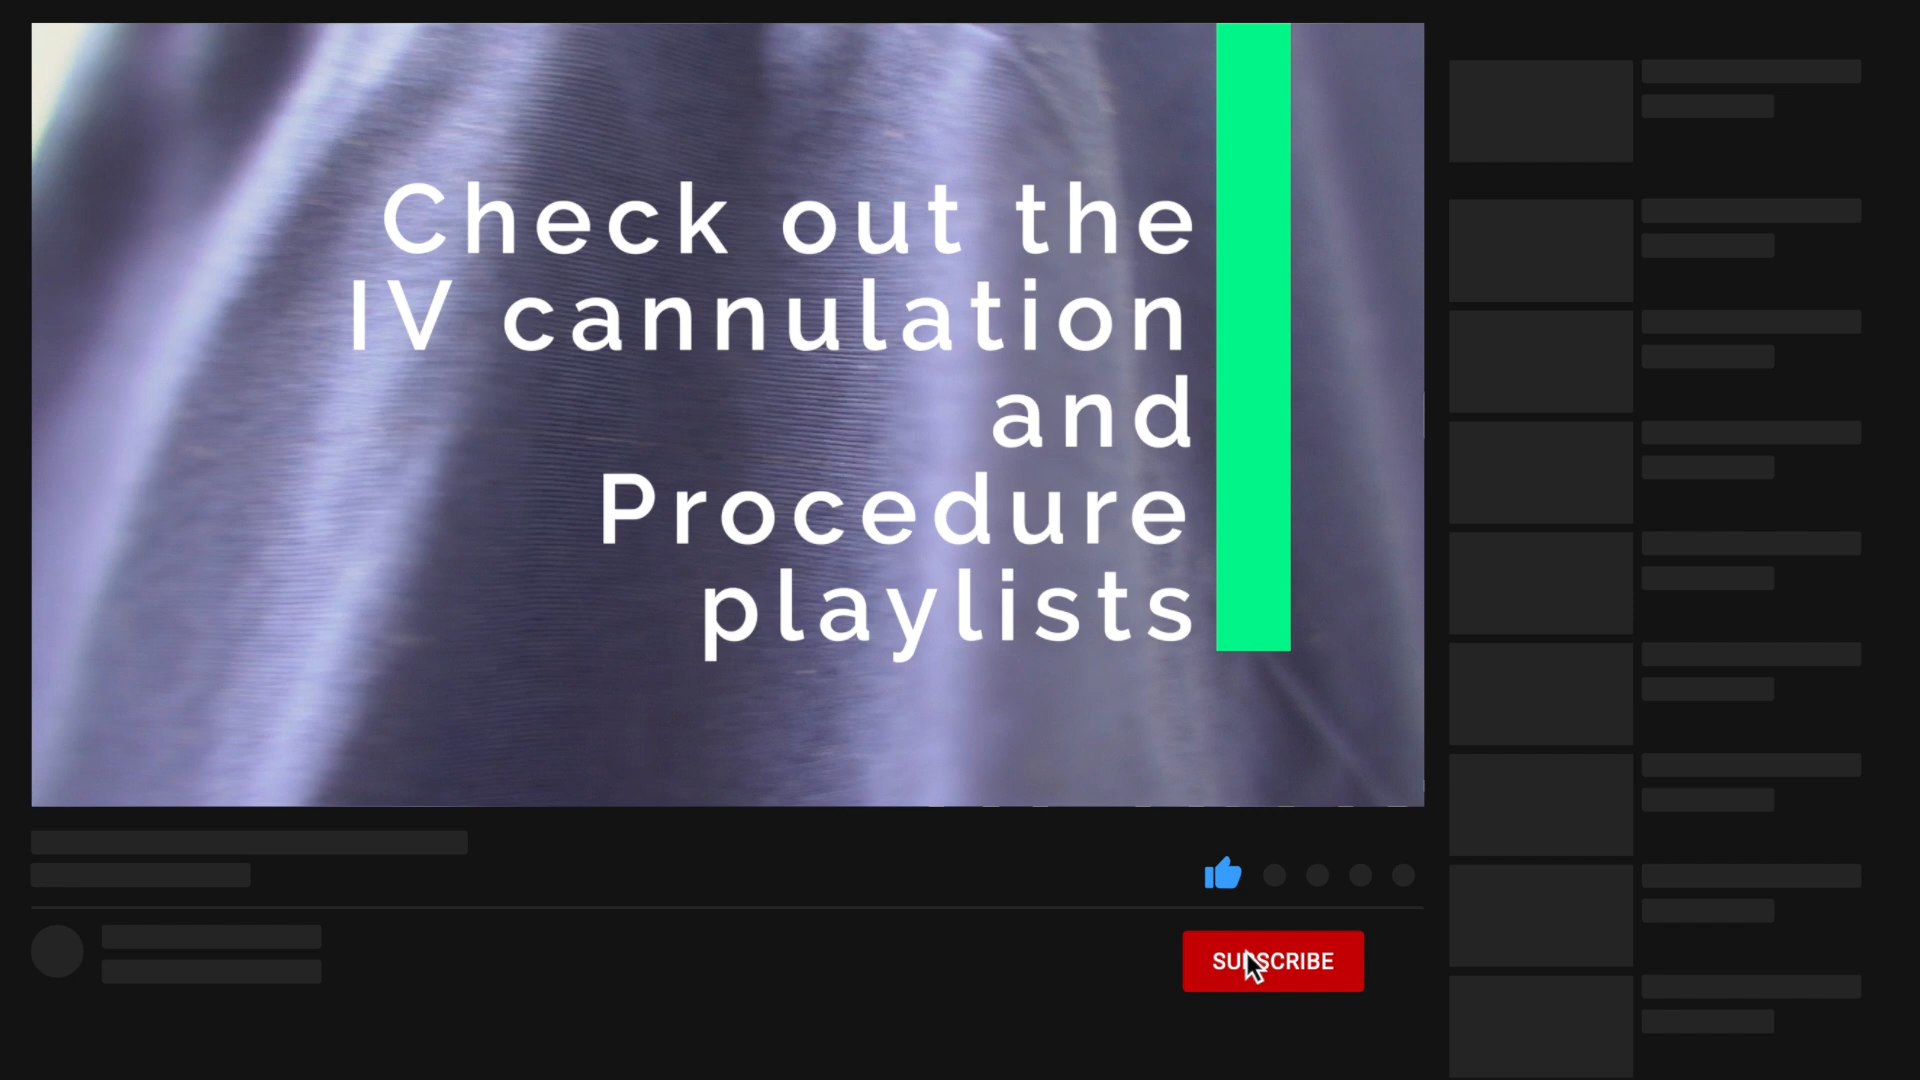 Check out the
IV cannulation
and
Procedure
playlists
SUBSCRIBE